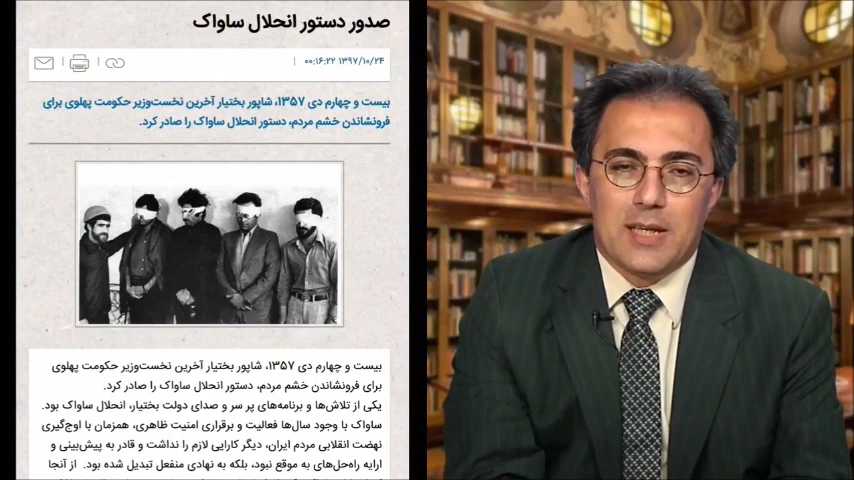 صدور دستور انحلال ساواک
۱۳۹۷/۱۰/۲۴ ۰۰:۱۶:۲۲
بیست و چهارم دی ۱۳۵۷، شاپور بختیار آخرین نخست‌وزیر حکومت پهلوی برای
فرونشاندن خشم مردم، دستور انحلال ساواک را صادر کرد.
بیست و چهارم دی ۱۳۵۷، شاپور بختیار آخرین نخست‌وزیر حکومت پهلوی
برای فرونشاندن خشم مردم، دستور انحلال ساواک را صادر کرد.
یکی از تلاش‌ها و برنامه‌های پر سر و صدای دولت بختیار، انحلال ساواک بود.
ساواک با وجود سال‌ها فعالیت و برقراری امنیت ظاهری، همزمان با اوج‌گیری
نهضت انقلابی مردم ایران، دیگر کارایی لازم را نداشت و قادر به پیش‌بینی و
ارایه راه‌حل‌های به موقع نبود، بلکه به نهادی منفعل تبدیل شده بود. از آنجا